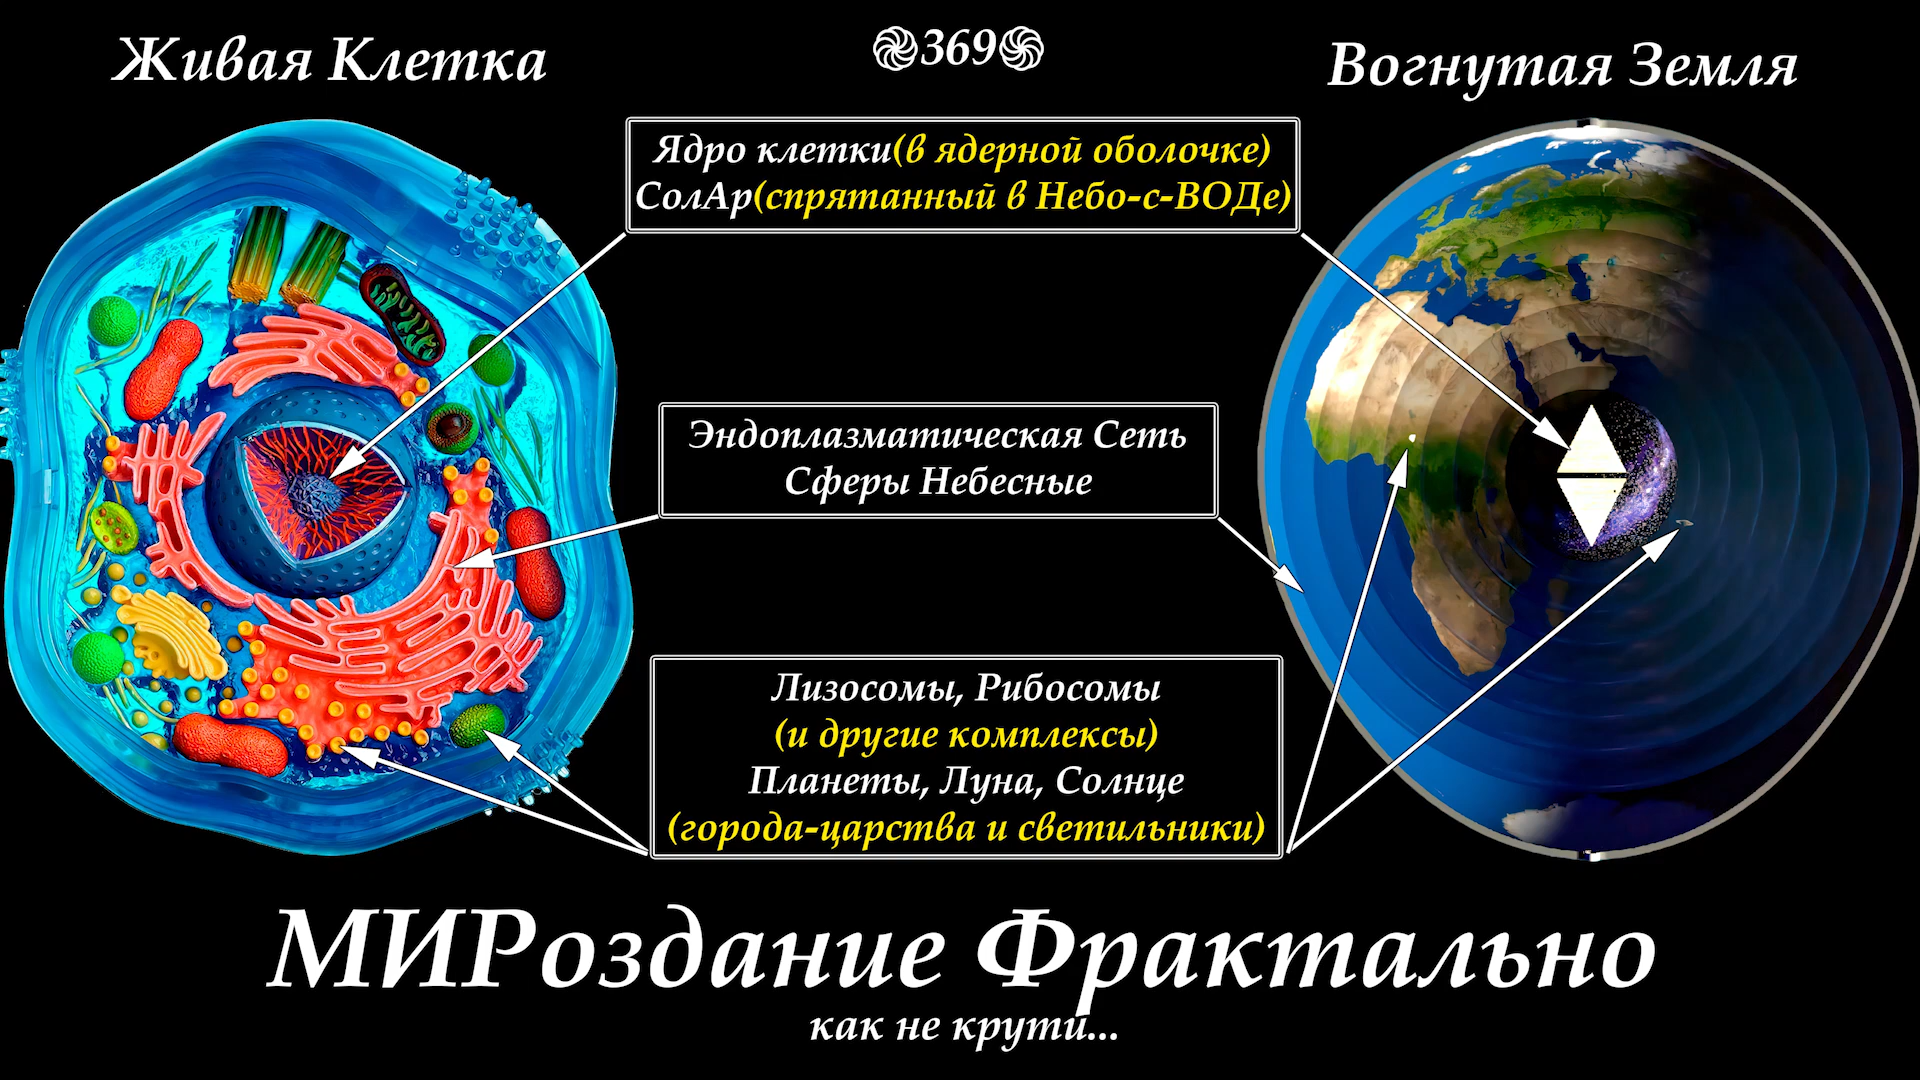 Живая Клетка
֎369֍
Вогнутая Земля
Ядро клетки(в ядерной оболочке)
СолАр(спрятанный в Небо-с-ВОДе)
Эндоплазматическая Сеть
Сферы Небесные
Лизосомы, Рибосомы
(и другие комплексы)
Планеты, Луна, Солнце
(города-царства и светильники)
МИРоздание Фрактально
как не крути...